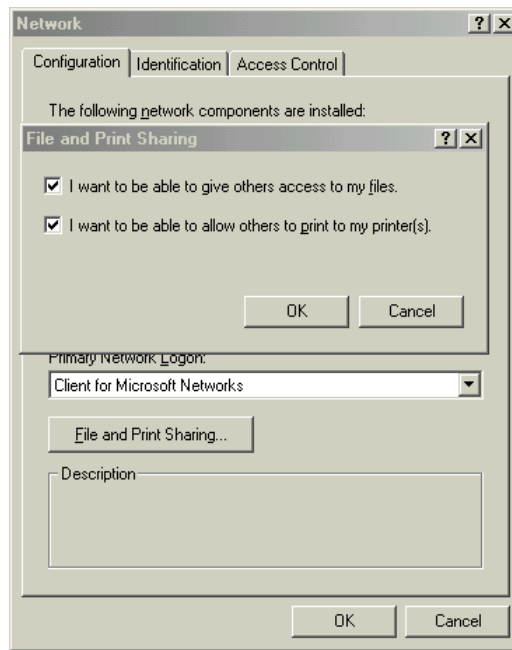 Network
Configuration Identification Access Control
The following network components are installed:
File and Print Sharing
I want to be able to give others access to my files.
I want to be able to allow others to print to my printer(s).
OK Cancel
Primary Network Logon:
Client for Microsoft Networks
File and Print Sharing...
Description
OK Cancel